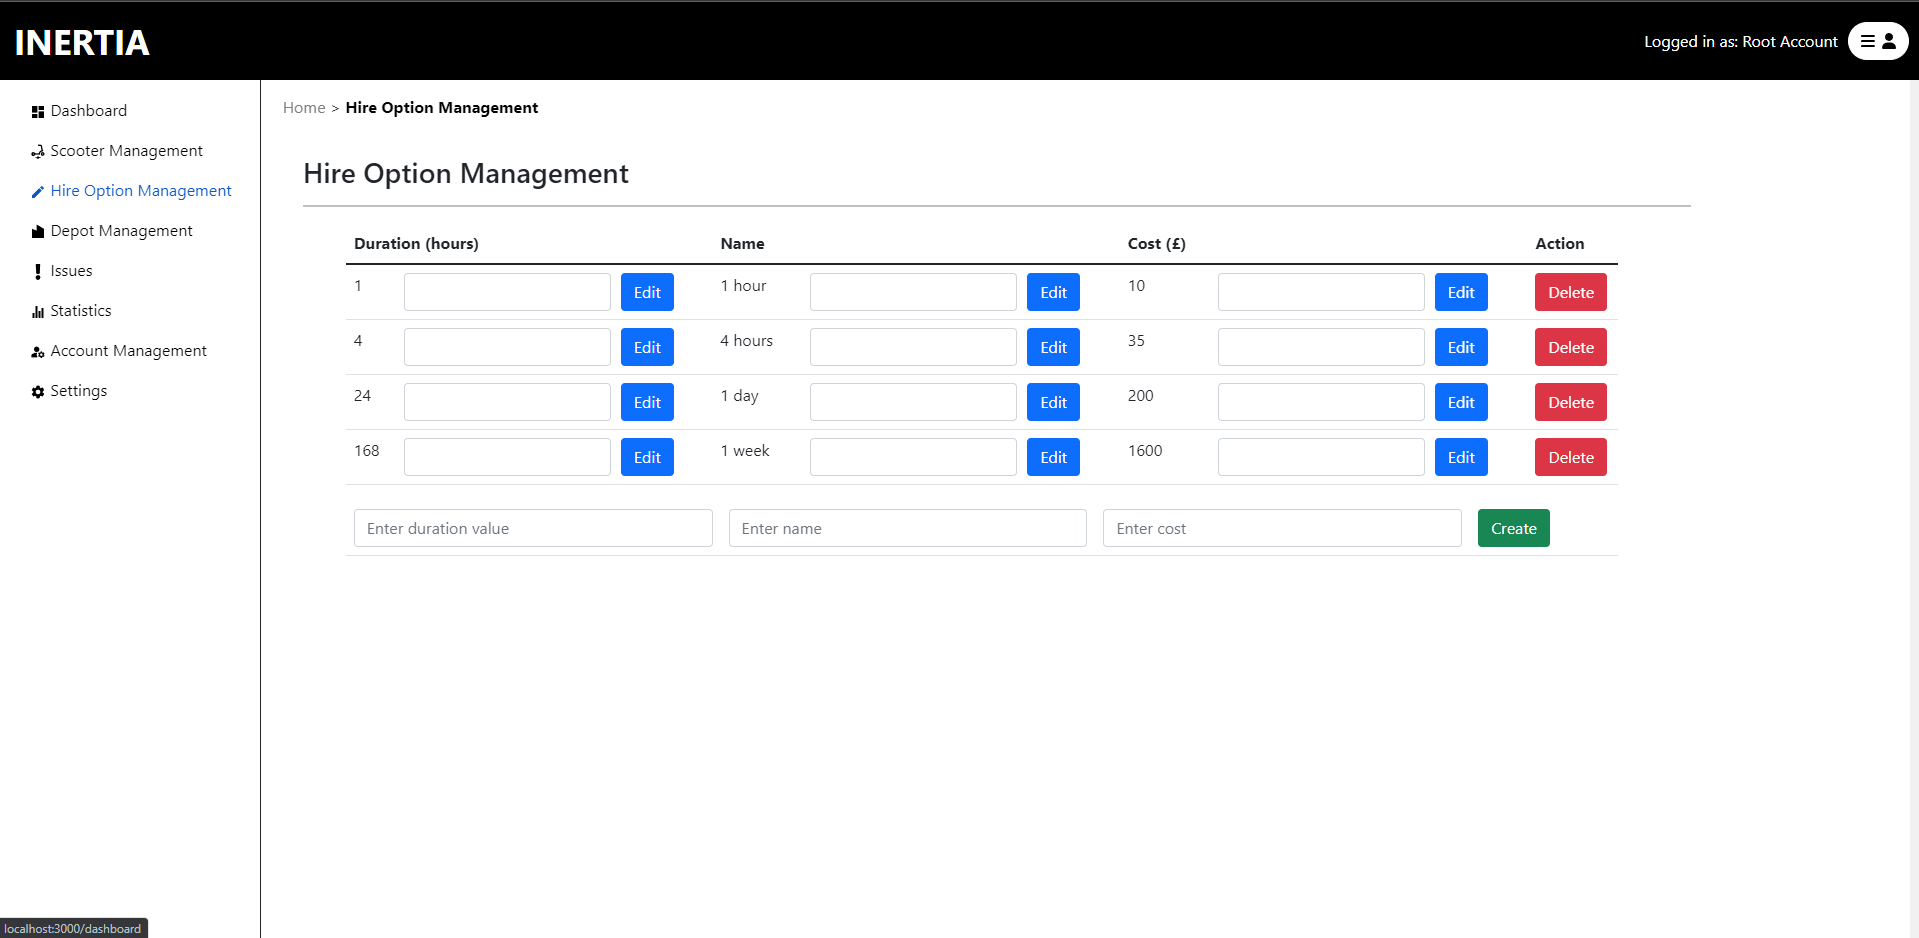 INERTIA
Logged in as: Root Account
Dashboard
Scooter Management
Hire Option Management
Depot Management
Issues
Statistics
Account Management
Settings
Home > Hire Option Management
Hire Option Management
Duration (hours) Name Cost (£) Action
1 Edit 1 hour Edit 10 Edit Delete
4 Edit 4 hours Edit 35 Edit Delete
24 Edit 1 day Edit 200 Edit Delete
168 Edit 1 week Edit 1600 Edit Delete
Enter duration value Enter name Enter cost Create
localhost:3000/dashboard